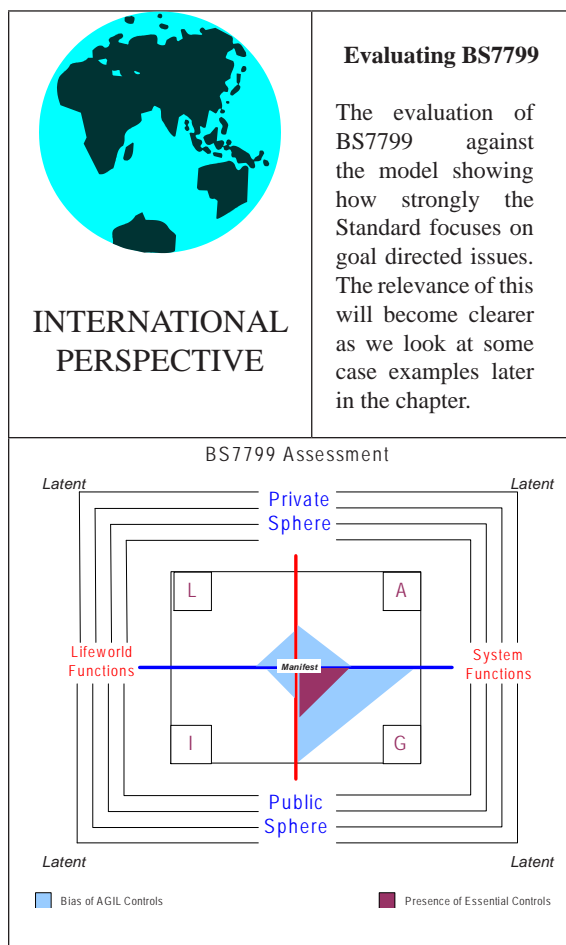 INTERNATIONAL
PERSPECTIVE
Evaluating BS7799
The evaluation of
BS7799 against
the model showing
how strongly the
Standard focuses on
goal directed issues.
The relevance of this
will become clearer
as we look at some
case examples later
in the chapter.
BS7799 Assessment
Latent
Latent
Private
Sphere
L
A
Lifeworld
Functions
Manifest
System
Functions
I
G
Public
Sphere
Latent
Latent
Bias of AGIL Controls
Presence of Essential Controls